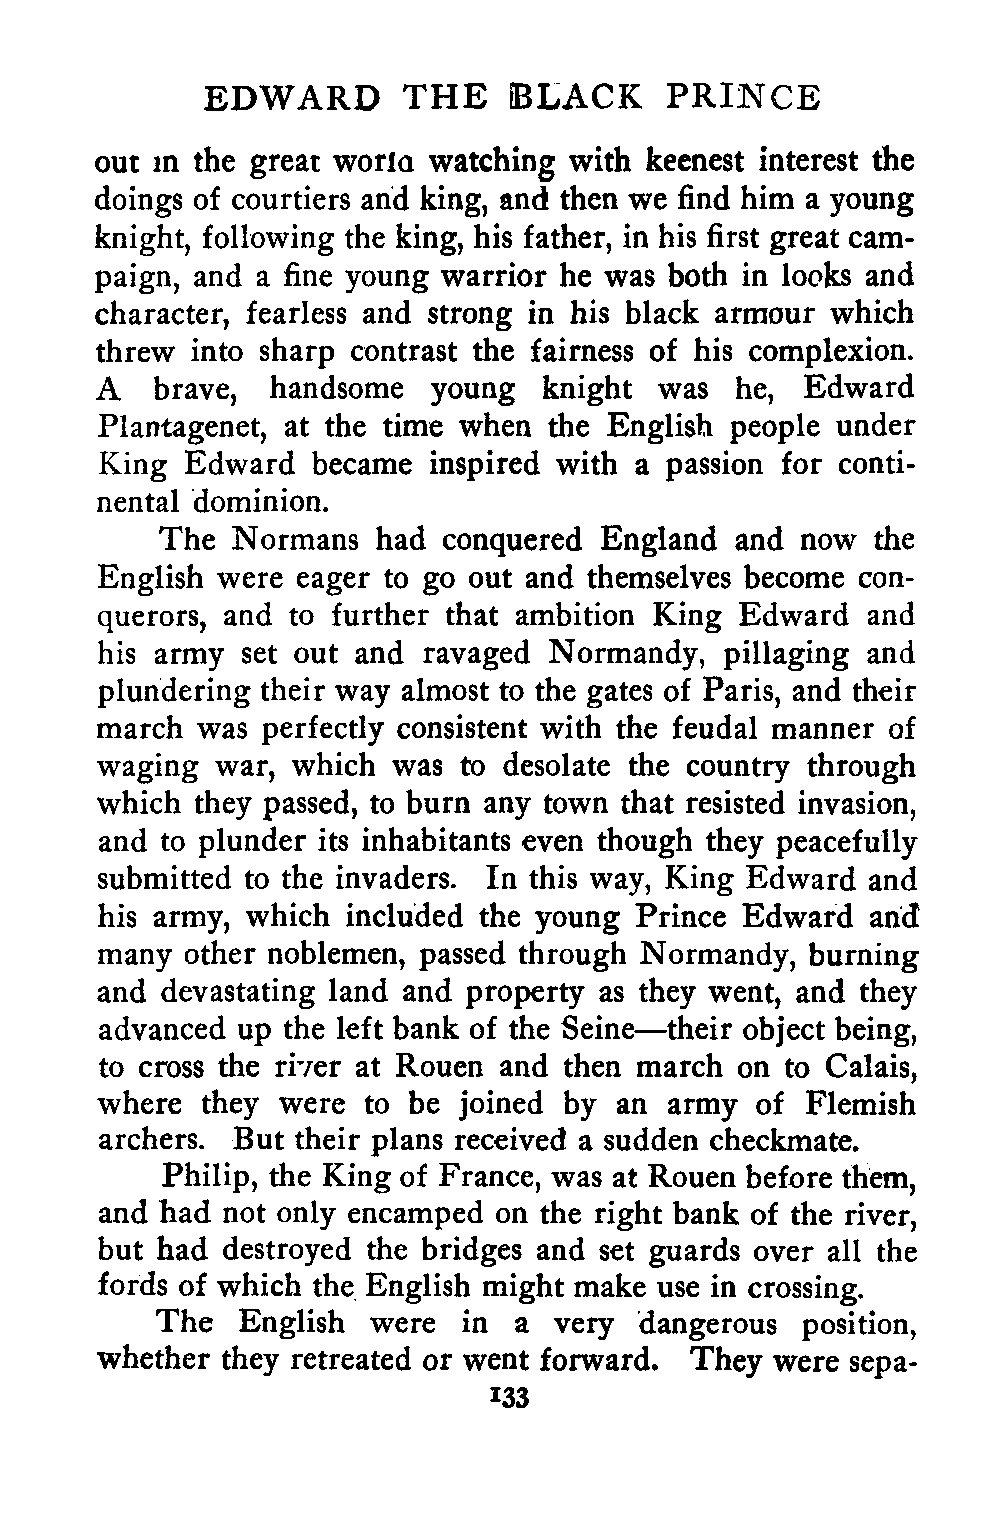 EDWARD THE BLACK PRINCE
out in the great world watching with keenest interest the
doings of courtiers and king, and then we find him a young
knight, following the king, his father, in his first great cam-
paign, and a fine young warrior he was both in looks and
character, fearless and strong in his black armour which
threw into sharp contrast the fairness of his complexion.
A brave, handsome young knight was he, Edward
Plantagenet, at the time when the English people under
King Edward became inspired with a passion for conti-
nental dominion.
The Normans had conquered England and now the
English were eager to go out and themselves become con-
querors, and to further that ambition King Edward and
his army set out and ravaged Normandy, pillaging and
plundering their way almost to the gates of Paris, and their
march was perfectly consistent with the feudal manner of
waging war, which was to desolate the country through
which they passed, to burn any town that resisted invasion,
and to plunder its inhabitants even though they peacefully
submitted to the invaders. In this way, King Edward and
his army, which included the young Prince Edward and
many other noblemen, passed through Normandy, burning
and devastating land and property as they went, and they
advanced up the left bank of the Seine—their object being,
to cross the river at Rouen and then march on to Calais,
where they were to be joined by an army of Flemish
archers. But their plans received a sudden checkmate.
Philip, the King of France, was at Rouen before them,
and had not only encamped on the right bank of the river,
but had destroyed the bridges and set guards over all the
fords of which the English might make use in crossing.
The English were in a very dangerous position,
whether they retreated or went forward. They were sepa-
133